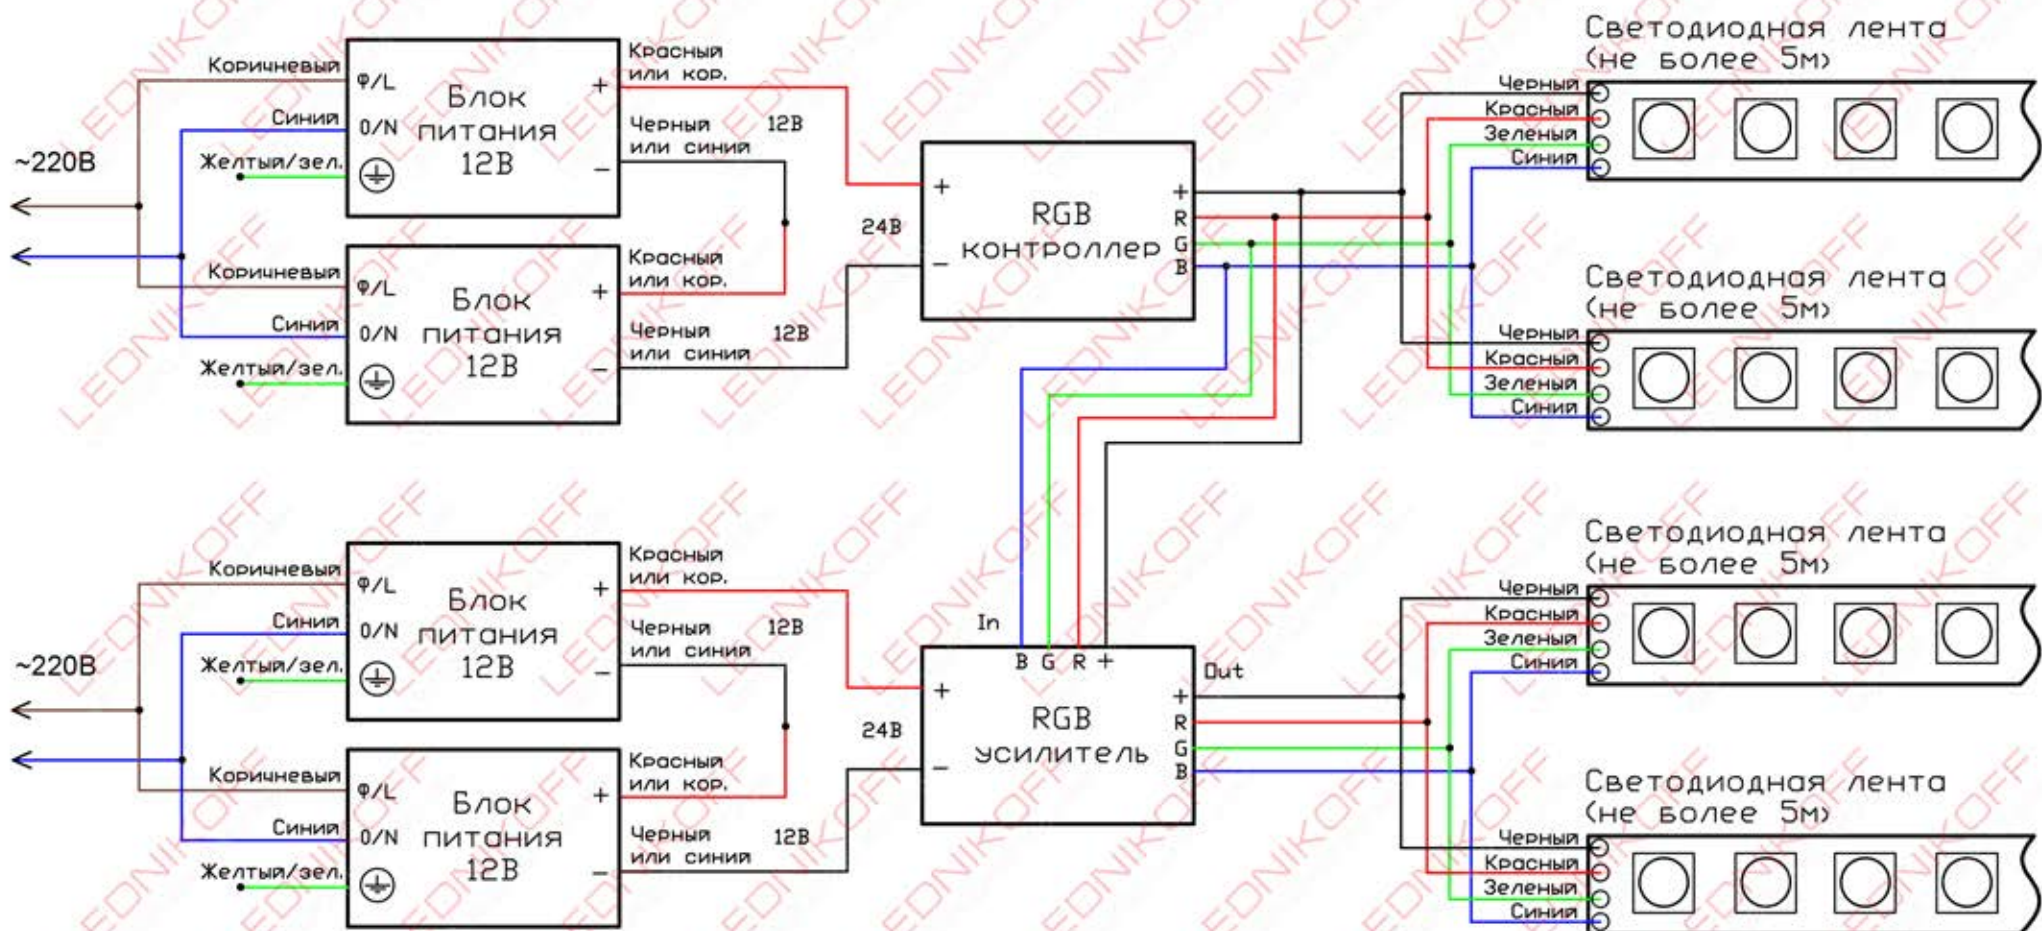 Светодиодная лента
(не более 5м)
Коричневый
Синий
Желтый/зел.
~220В
φ/L
0/N
Блок
питания
12В
+
−
Красный
или кор.
Черный
или синий
12В
Коричневый
Синий
Желтый/зел.
φ/L
0/N
Блок
питания
12В
+
−
Красный
или кор.
Черный
или синий
12В
24В
+
−
RGB
контроллер
+
R
G
B
Черный
Красный
Зеленый
Синий
Светодиодная лента
(не более 5м)
Черный
Красный
Зеленый
Синий
Коричневый
Синий
Желтый/зел.
~220В
φ/L
0/N
Блок
питания
12В
+
−
Красный
или кор.
Черный
или синий
12В
Коричневый
Синий
Желтый/зел.
φ/L
0/N
Блок
питания
12В
+
−
Красный
или кор.
Черный
или синий
12В
24В
+
−
In
B G R +
RGB
усилитель
Out
+
R
G
B
Светодиодная лента
(не более 5м)
Черный
Красный
Зеленый
Синий
Светодиодная лента
(не более 5м)
Черный
Красный
Зеленый
Синий
LEDNIKOFF